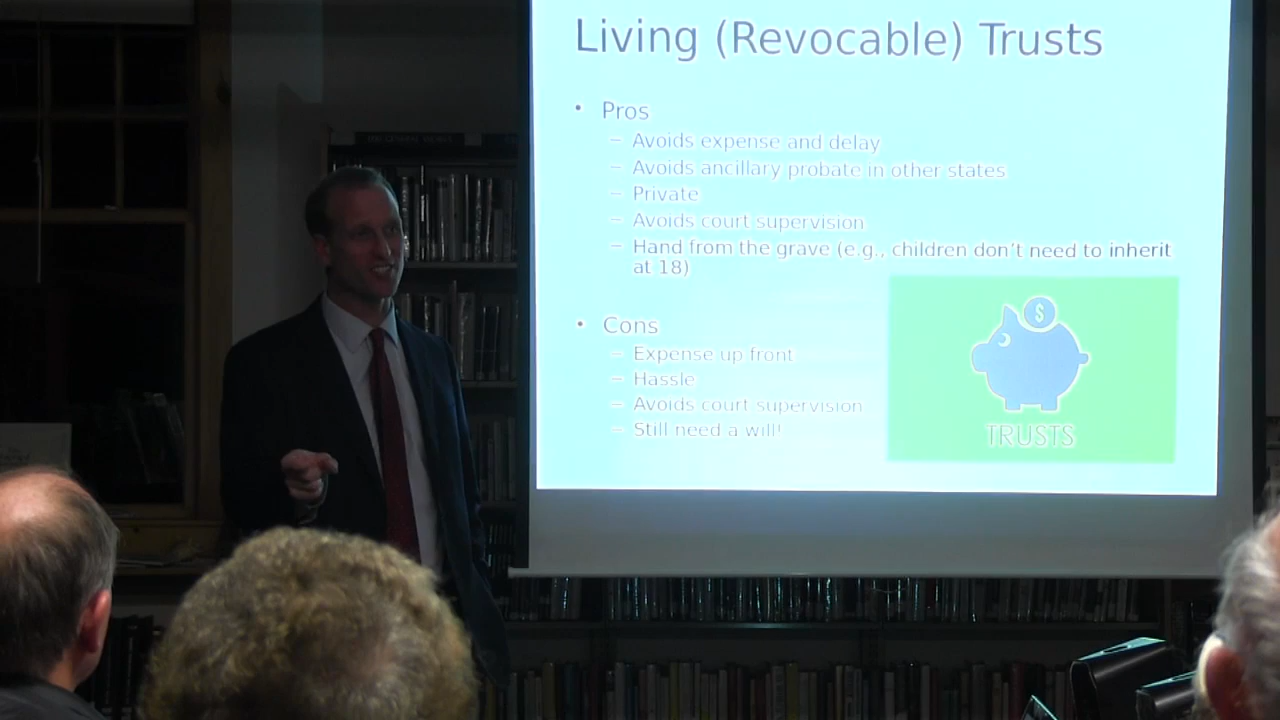 Living (Revocable) Trusts
• Pros
– Avoids expense and delay
– Avoids ancillary probate in other states
– Private
– Avoids court supervision
– Hand from the grave (e.g., children don't need to inherit
at 18)
• Cons
– Expense up front
– Hassle
– Avoids court supervision
– Still need a will!
$
TRUSTS